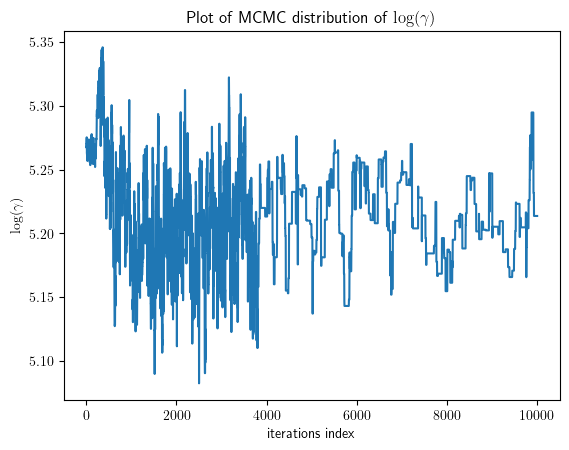 Plot of MCMC distribution of log(γ)
5.35
5.30
5.25
5.20
5.15
5.10
log(γ)
0 2000 4000 6000 8000 10000
iterations index